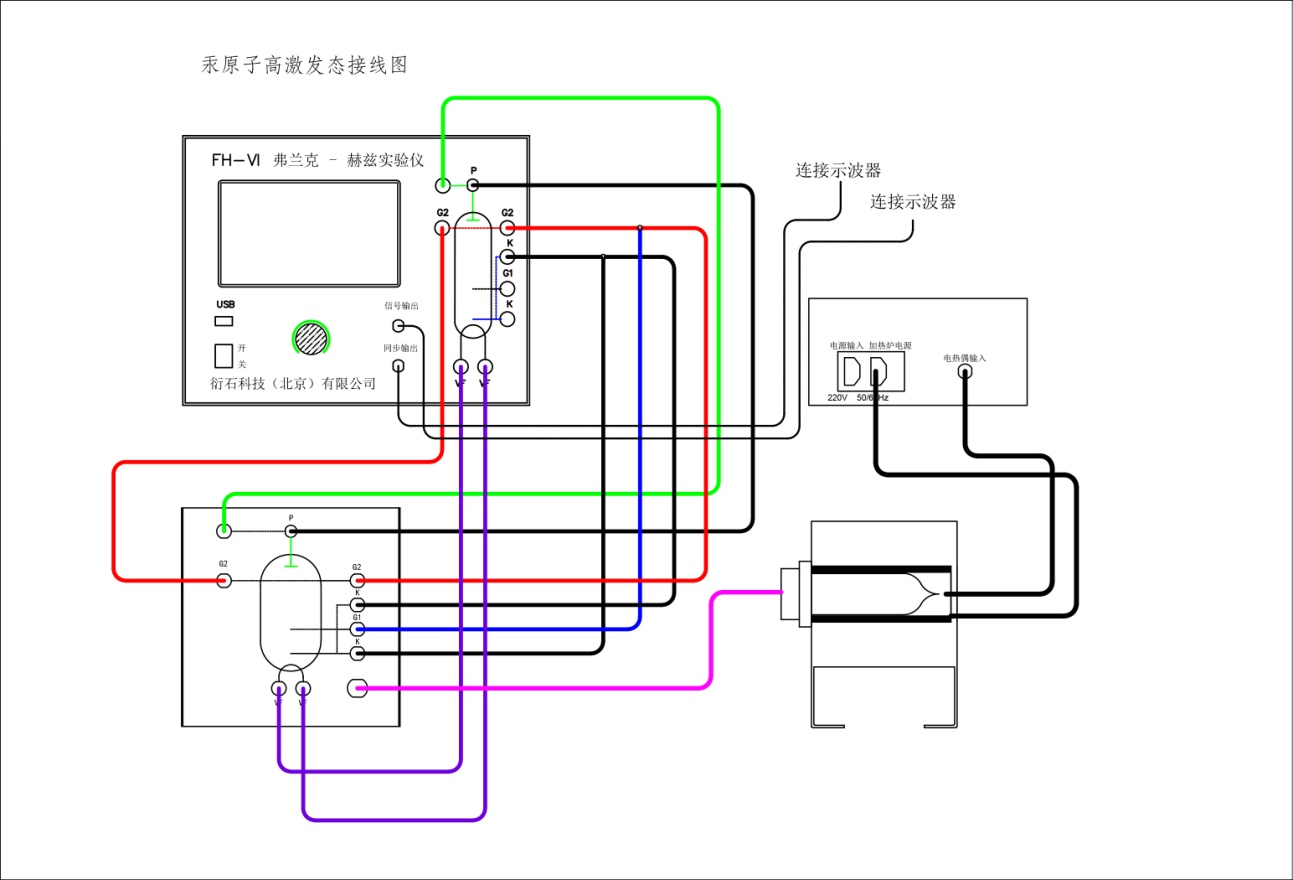 汞原子高激发态接线图
FH-VI 弗兰克 - 赫兹实验仪
P
G2
G2
K
G1
K
USB
信号输出
开
关
同步输出
VF
VF
衍石科技（北京）有限公司
连接示波器
连接示波器
电源输入 加热炉电源
电热偶输入
220V 50/6 Hz
P
G2
G2
K
G1
K